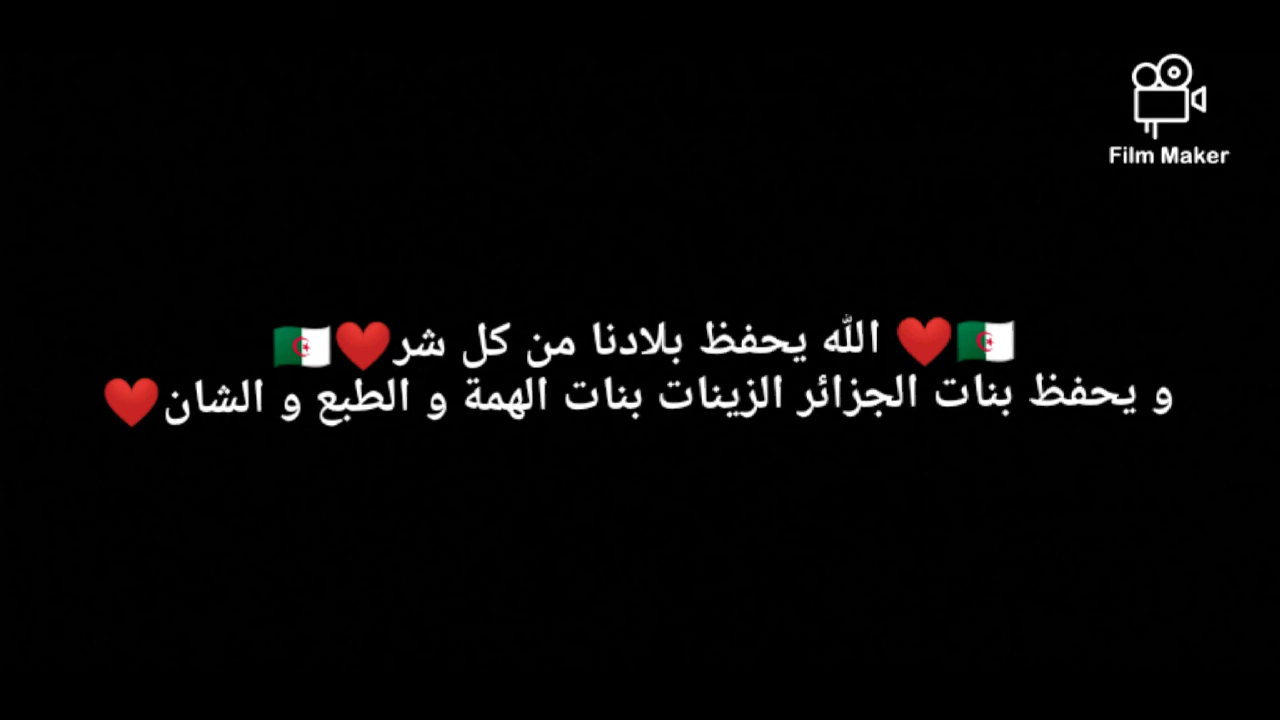 Film Maker
🇩🇿❤️ الله يحفظ بلادنا من كل شر❤️🇩🇿
و يحفظ بنات الجزائر الزينات بنات الهمة و الطبع و الشان❤️